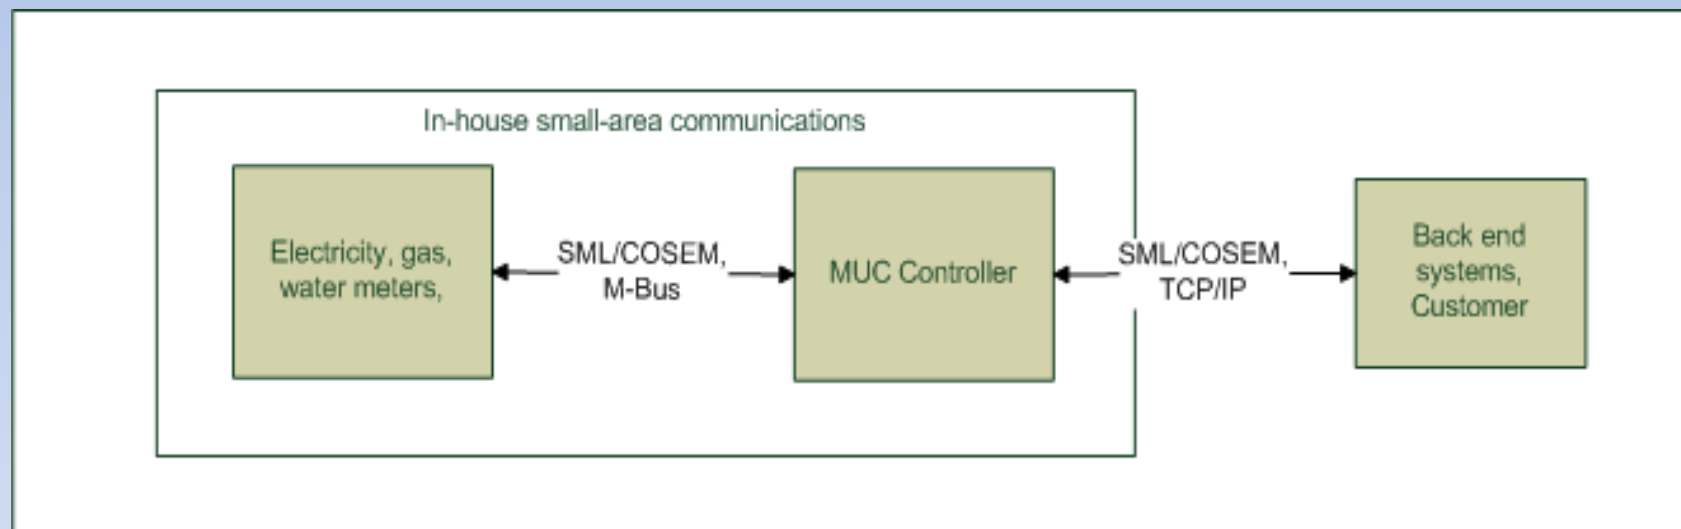 In-house small-area communications
Electricity, gas,
water meters,
SML/COSEM,
M-Bus
MUC Controller
SML/COSEM,
TCP/IP
Back end
systems,
Customer